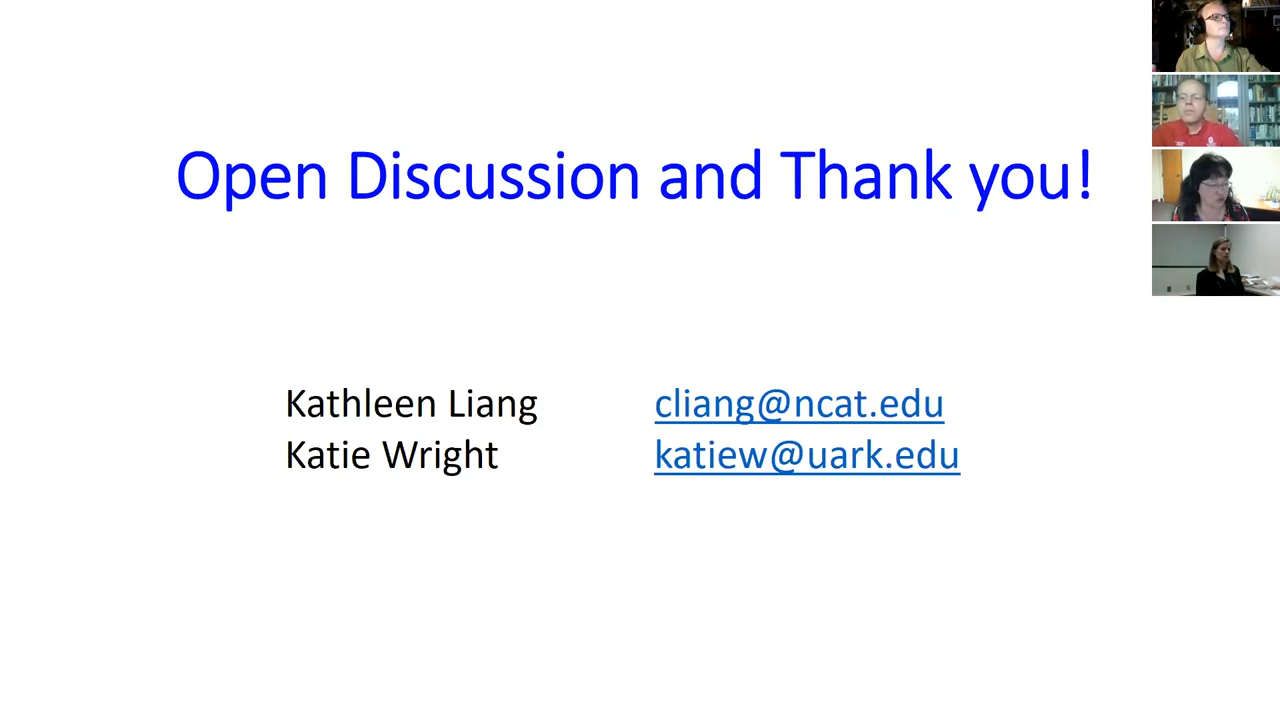 Open Discussion and Thank you!
Kathleen Liang cliang@ncat.edu
Katie Wright katiew@uark.edu